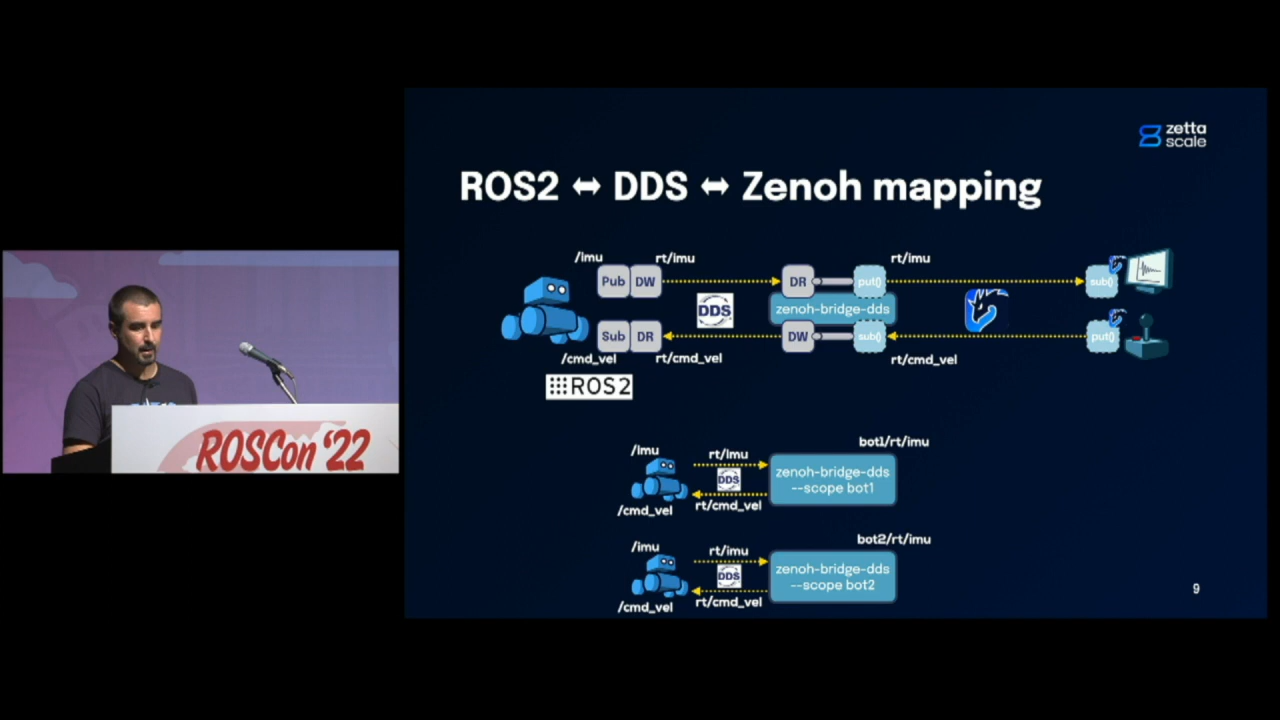 zetta
scale
ROS2 ↔ DDS ↔ Zenoh mapping
/imu
rt/imu
rt/imu
Pub DW
DR
put()
sub()
DDS
zenoh-bridge-dds
Sub DR
DW
sub()
put()
/cmd_vel
rt/cmd_vel
rt/cmd_vel
ROS2
bot1/rt/imu
/imu
rt/imu
DDS
zenoh-bridge-dds
--scope bot1
/cmd_vel
rt/cmd_vel
bot2/rt/imu
/imu
rt/imu
DDS
zenoh-bridge-dds
--scope bot2
/cmd_vel
rt/cmd_vel
9
ROSCon '22